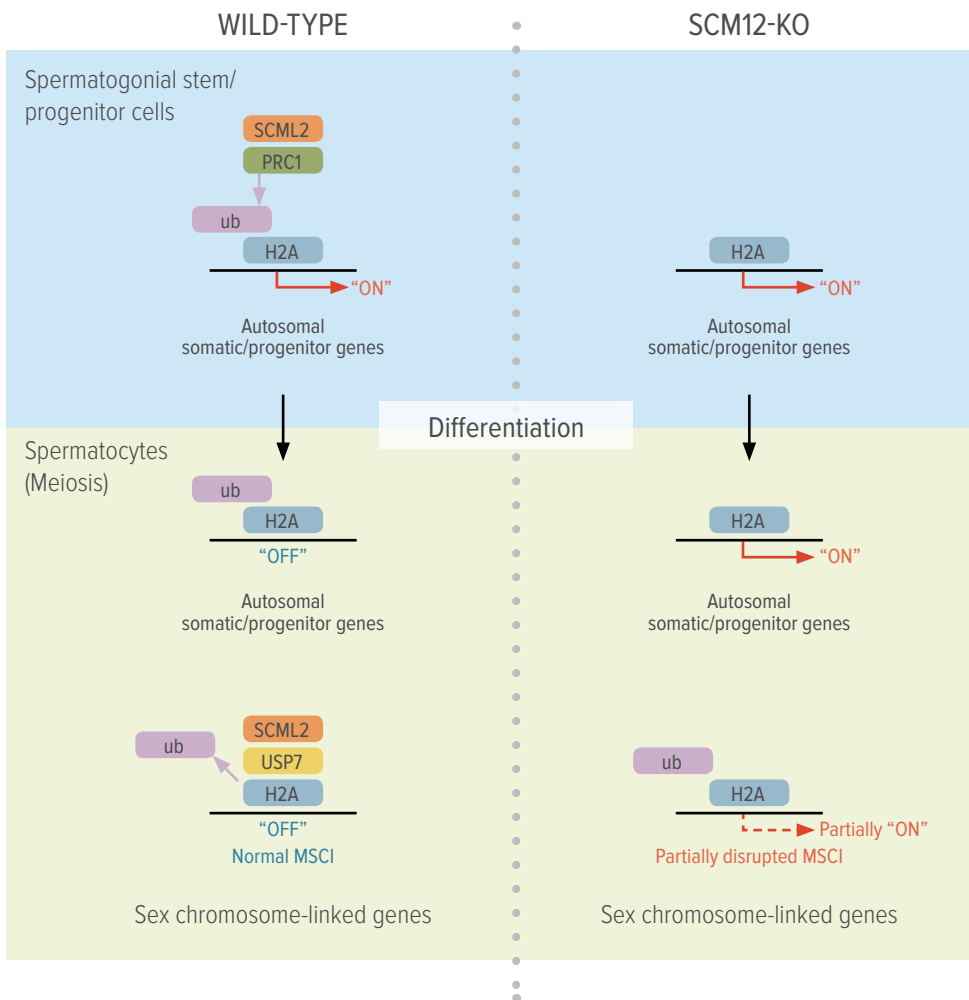 WILD-TYPE
SCM12-KO
Spermatogonial stem/
progenitor cells
SCML2
PRC1
ub
H2A
"ON"
Autosomal
somatic/progenitor genes
H2A
"ON"
Autosomal
somatic/progenitor genes
Differentiation
Spermatocytes
(Meiosis)
ub
H2A
"OFF"
Autosomal
somatic/progenitor genes
H2A
"ON"
Autosomal
somatic/progenitor genes
SCML2
ub
USP7
H2A
"OFF"
Normal MSCI
Sex chromosome-linked genes
ub
H2A
Partially "ON"
Partially disrupted MSCI
Sex chromosome-linked genes